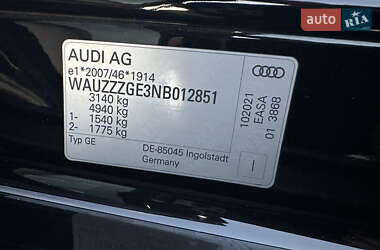 auto RIA.com
AUDI AG
e1*2007/46*1914
WAUZZZGE3NB012851
3140 kg
4940 kg
1- 1540 kg
2- 1775 kg
Typ GE
DE-85045 Ingolstadt
Germany
102021
EASA
01 3888
I